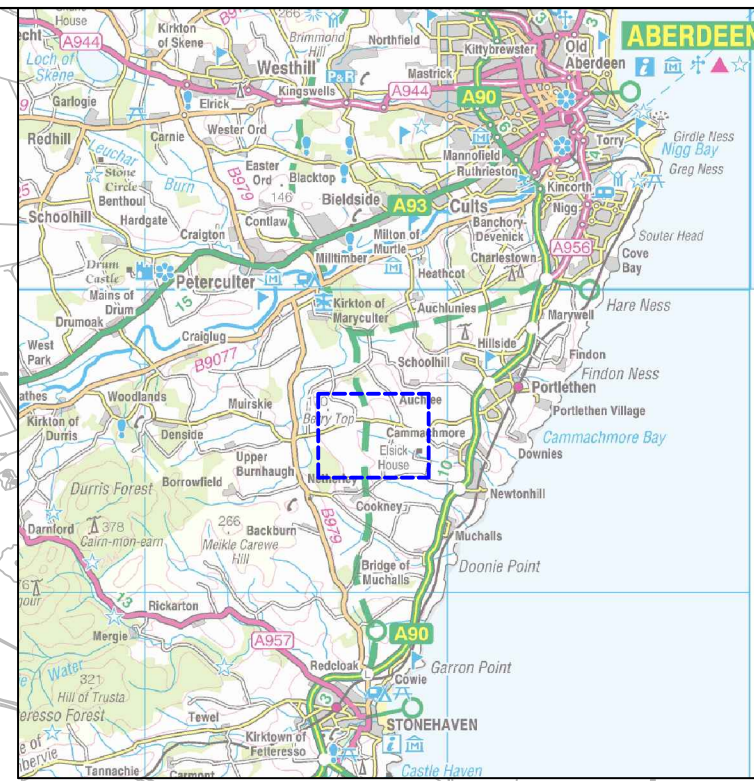 House
Kirkton
of Skene
Brimmond
Hill
Northfield
Kittybrewster
Old
Aberdeen
ABERDEEN
A944
Loch of
Skene
Westhill
P&R
Mastrick
A90
Garlogie
Elrick
Kingswells
A944
Redhill
Carnie
Wester Ord
6
Torry
Girdle Ness
Nigg Bay
Greg Ness
Leuchar
Burn
B979
Easter
Ord
Blacktop
Mannofield
Ruthrieston
Stone
Circle
Benthoul
146
Bieldside
A93
Cults
Kincorth
Nigg
Schoolhill
Hardgate
Contlaw
Craigton
Milton of
Murtle
Banchory-
Devenick
A956
Souter Head
Drum
Castle
Milltimber
Charlestown
Cove
Bay
Mains of
Drum
Peterculter
Heathcot
15
Drumoak
Kirkton of
Maryculter
Auchlunies
Hare Ness
Marywell
West
Park
Craiglug
B9077
Hillside
Findon
Schoolhill
Findon Ness
Portlethen
Woodlands
Muirskie
Auchlee
Portlethen Village
Kirkton of
Durris
Berry Top
Cammachmore
Cammachmore Bay
Denside
Elsick
House
10
Downies
Upper
Burnhaugh
Durris Forest
Borrowfield
Netherley
Newtonhill
Cookney
B979
378
Darnford
Cairn-mon-earn
266
Backburn
Meikle Carewe
Hill
Muchalls
Bridge of
Muchalls
Doonie Point
13
Rickarton
A957
A90
Mergie
Redcloak
Garron Point
Water
Cowie
321
Hill of Trusta
3
Tewel
STONEHAVEN
Kirktown of
Fetteresso
Tannachie
Carmont
Castle Haven